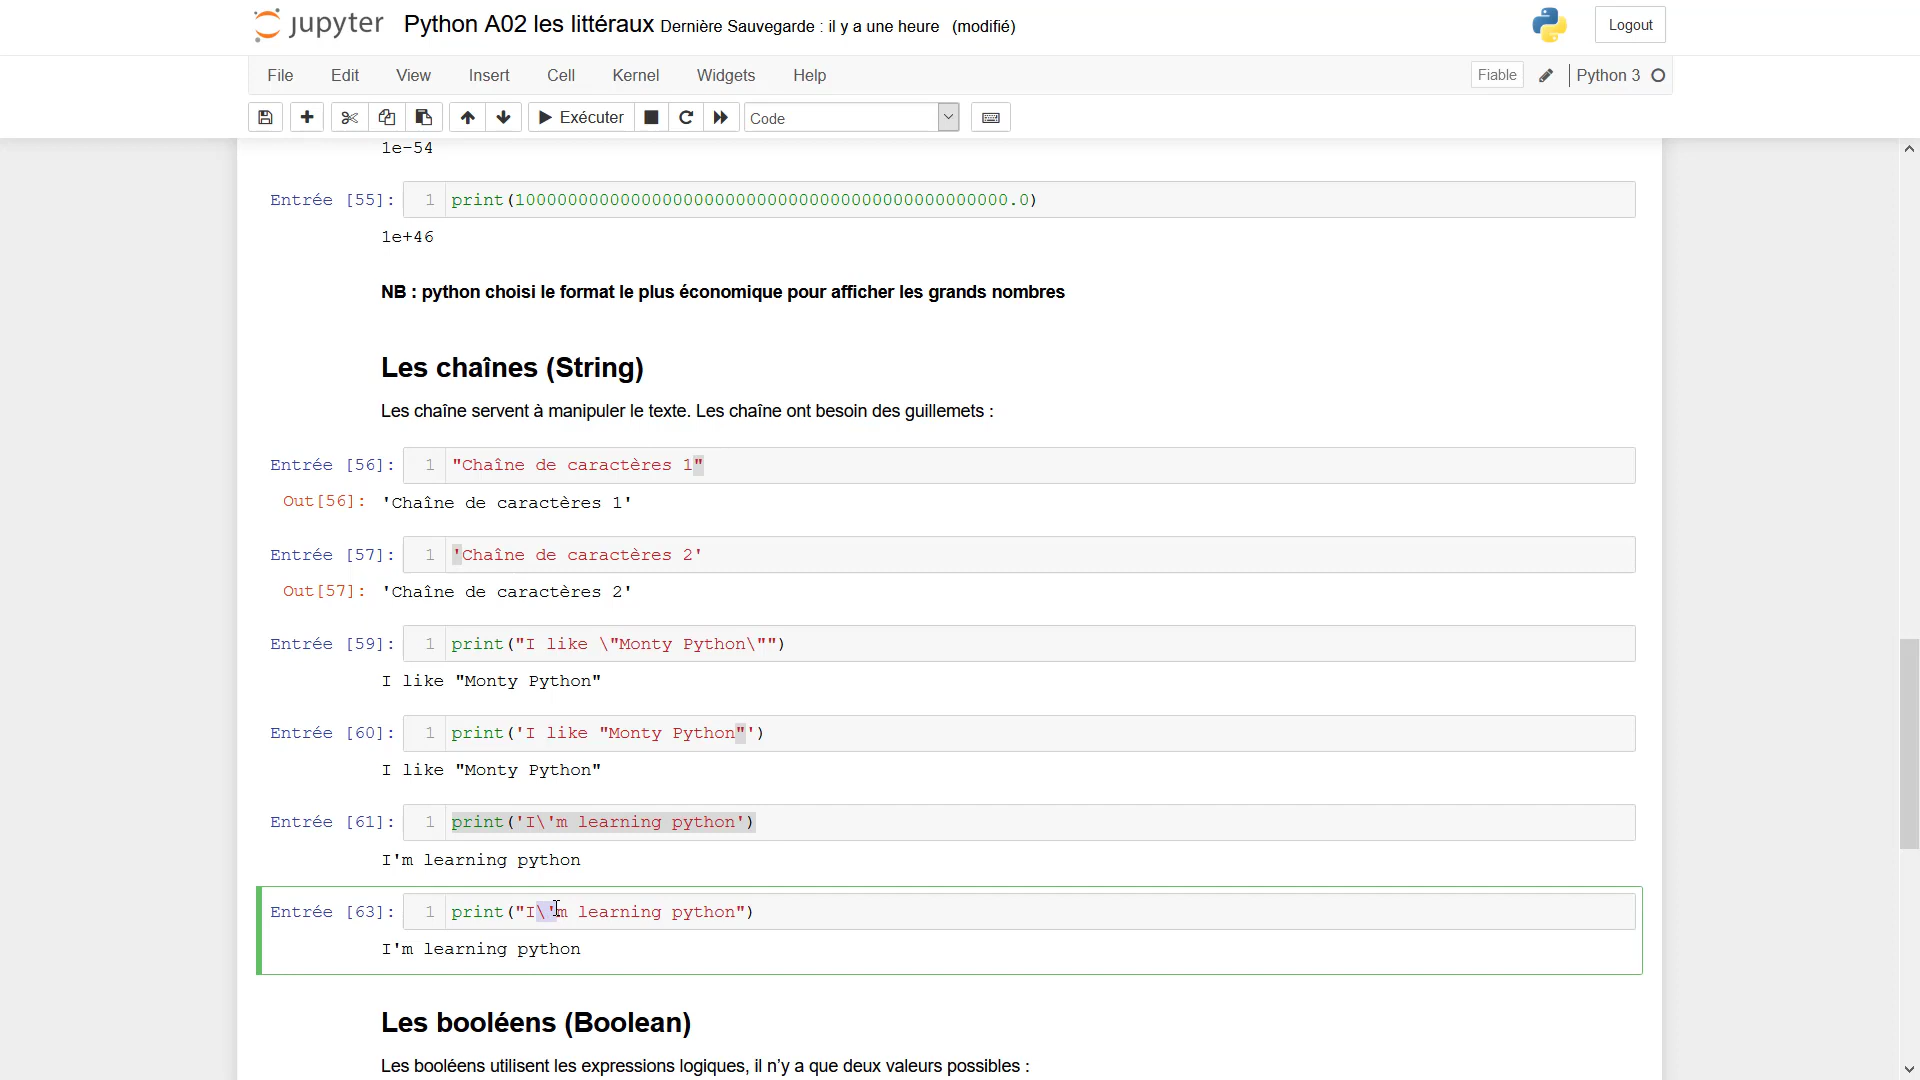 jupyter Python A02 les littéraux Dernière Sauvegarde : il y a une heure (modifié) Logout
File Edit View Insert Cell Kernel Widgets Help Fiable Python 3
Exécuter Code
1e-54
Entrée [55]: 1 print(10000000000000000000000000000000000000000000000.0)
1e+46
NB : python choisi le format le plus économique pour afficher les grands nombres
Les chaînes (String)
Les chaîne servent à manipuler le texte. Les chaîne ont besoin des guillemets :
Entrée [56]: 1 "Chaîne de caractères 1"
Out[56]: 'Chaîne de caractères 1'
Entrée [57]: 1 'Chaîne de caractères 2'
Out[57]: 'Chaîne de caractères 2'
Entrée [59]: 1 print("I like \"Monty Python\"")
I like "Monty Python"
Entrée [60]: 1 print('I like "Monty Python"')
I like "Monty Python"
Entrée [61]: 1 print('I\'m learning python')
I'm learning python
Entrée [63]: 1 print("I\'m learning python")
I'm learning python
Les booléens (Boolean)
Les booléens utilisent les expressions logiques, il n’y a que deux valeurs possibles :